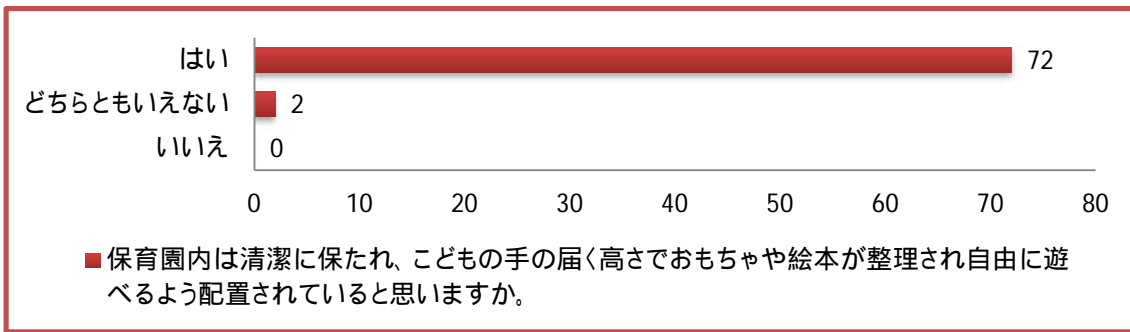 はい 72
どちらともいえない 2
いいえ 0
0 10 20 30 40 50 60 70 80
保育園内は清潔に保たれ、こどもの手の届く高さでおもちゃや絵本が整理され自由に遊
べるよう配置されていると思いますか。